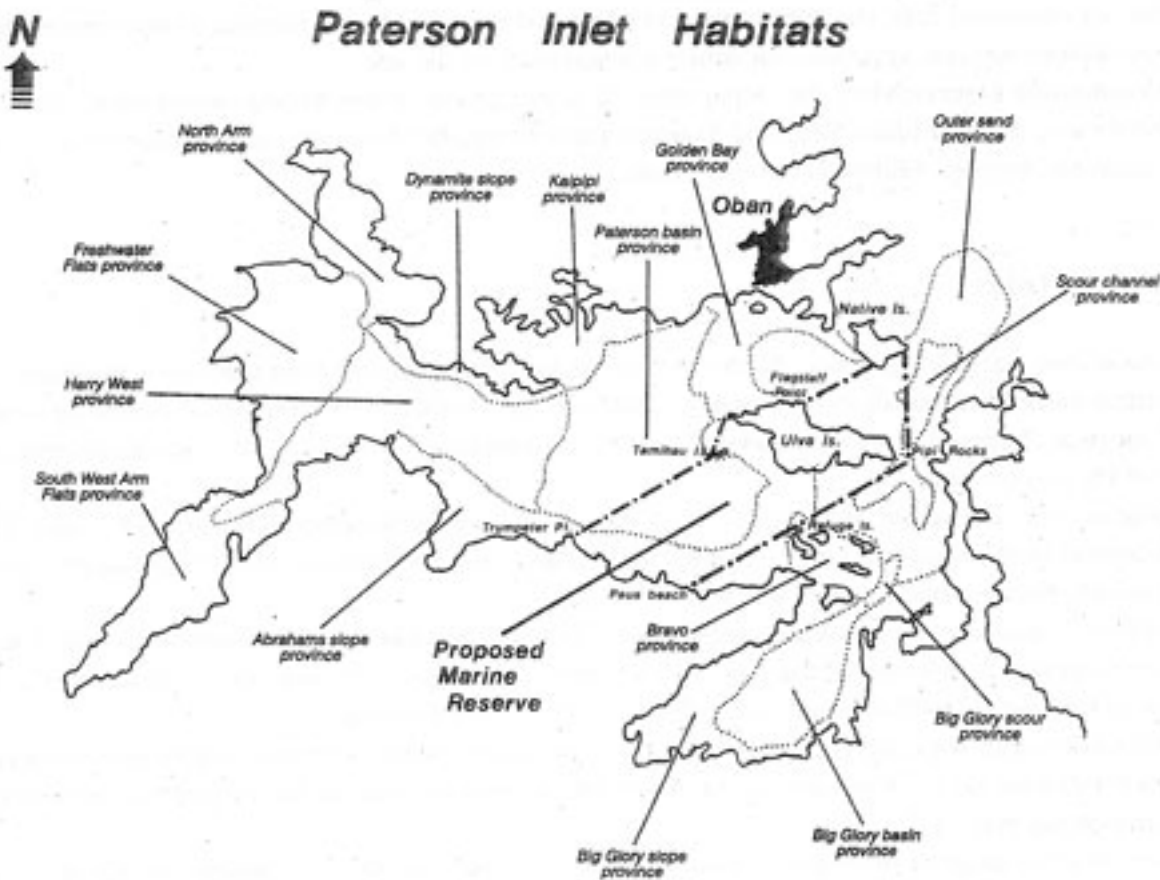 N
Paterson Inlet Habitats
North Arm
province
Dynamite slope
province
Kaipipi
province
Golden Bay
province
Outer sand
province
Oban
Paterson basin
province
Freshwater
Flats province
Scour channel
province
Native Is.
Harry West
province
Flagstaff
Point
Ulva Is.
Pipi Rocks
South West Arm
Flats province
Trumpeter Pt.
Refuge Is.
Paus beach
Abrahams slope
province
Bravo
province
Proposed
Marine
Reserve
Big Glory scour
province
Big Glory basin
province
Big Glory slope
province